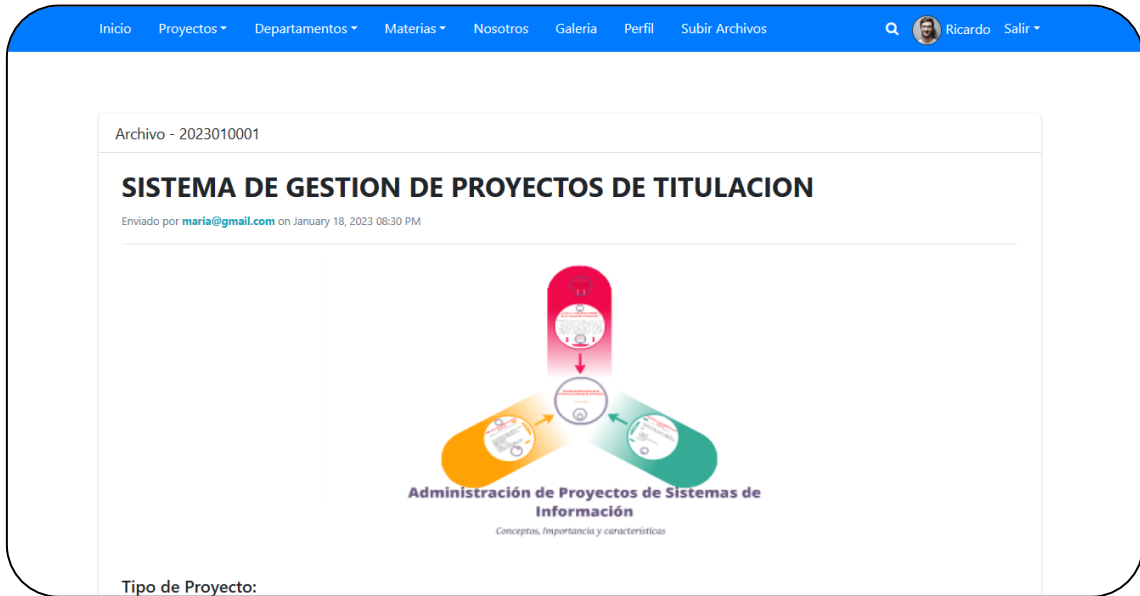 Inicio Proyectos Departamentos Materias Nosotros Galeria Perfil Subir Archivos Ricardo Salir
Archivo - 2023010001
SISTEMA DE GESTION DE PROYECTOS DE TITULACION
Enviado por maria@gmail.com on January 18, 2023 08:30 PM
Administración de Proyectos de Sistemas de
Información
Conceptos, Importancia y características
Tipo de Proyecto: